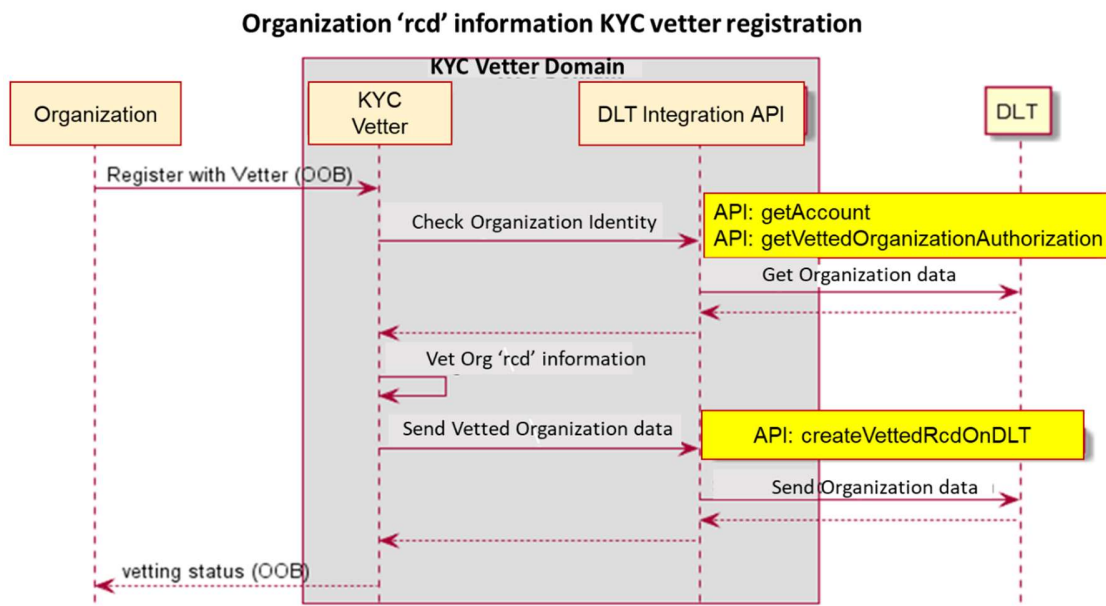 Organization ‘rcd’ information KYC vetter registration
KYC Vetter Domain
Organization
KYC
Vetter
DLT Integration API
DLT
Register with Vetter (OOB)
Check Organization Identity
API: getAccount
API: getVettedOrganizationAuthorization
Get Organization data
Vet Org ‘rcd’ information
Send Vetted Organization data
API: createVettedRcdOnDLT
Send Organization data
vetting status (OOB)